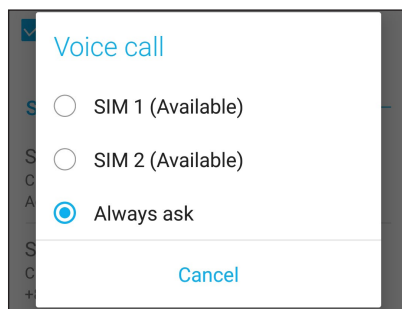 Voice call
SIM 1 (Available)
SIM 2 (Available)
Always ask
Cancel